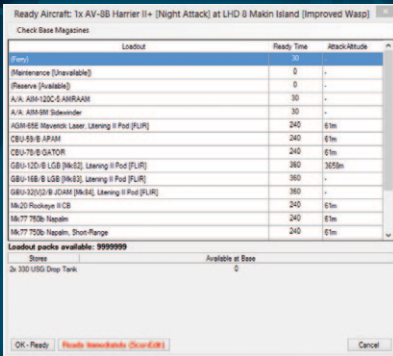 Ready Aircraft: 1x AV-8B Harrier II+ [Night Attack] at LHD 8 Makin Island [Improved Wasp]
Check Base Magazines
Loadout Ready Time Attack Altitude
(Ferry) 30 -
(Maintenance [Unavailable]) 0 -
(Reserve [Available]) 0 -
A/A: AIM-120C-5 AMRAAM 30 -
A/A: AIM-9M Sidewinder 30 -
AGM-65E Maverick Laser, Litening II Pod [FLIR] 240 61m
CBU-59/B APAM 240 61m
CBU-78/B GATOR 240 61m
GBU-12D/B LGB [Mk82], Litening II Pod [FLIR] 360 3658m
GBU-16B/B LGB [Mk83], Litening II Pod [FLIR] 360 -
GBU-32(V)2/B JDAM [Mk84], Litening II Pod [FLIR] 360 -
Mk20 Rockeye II CB 240 61m
Mk77 750lb Napalm 240 61m
Mk77 750lb Napalm, Short-Range 240 61m
Loadout packs available: 9999999
Stores Available at Base
2x 330 USG Drop Tank 0
OK - Ready Ready Immediately (ScenEdit) Cancel